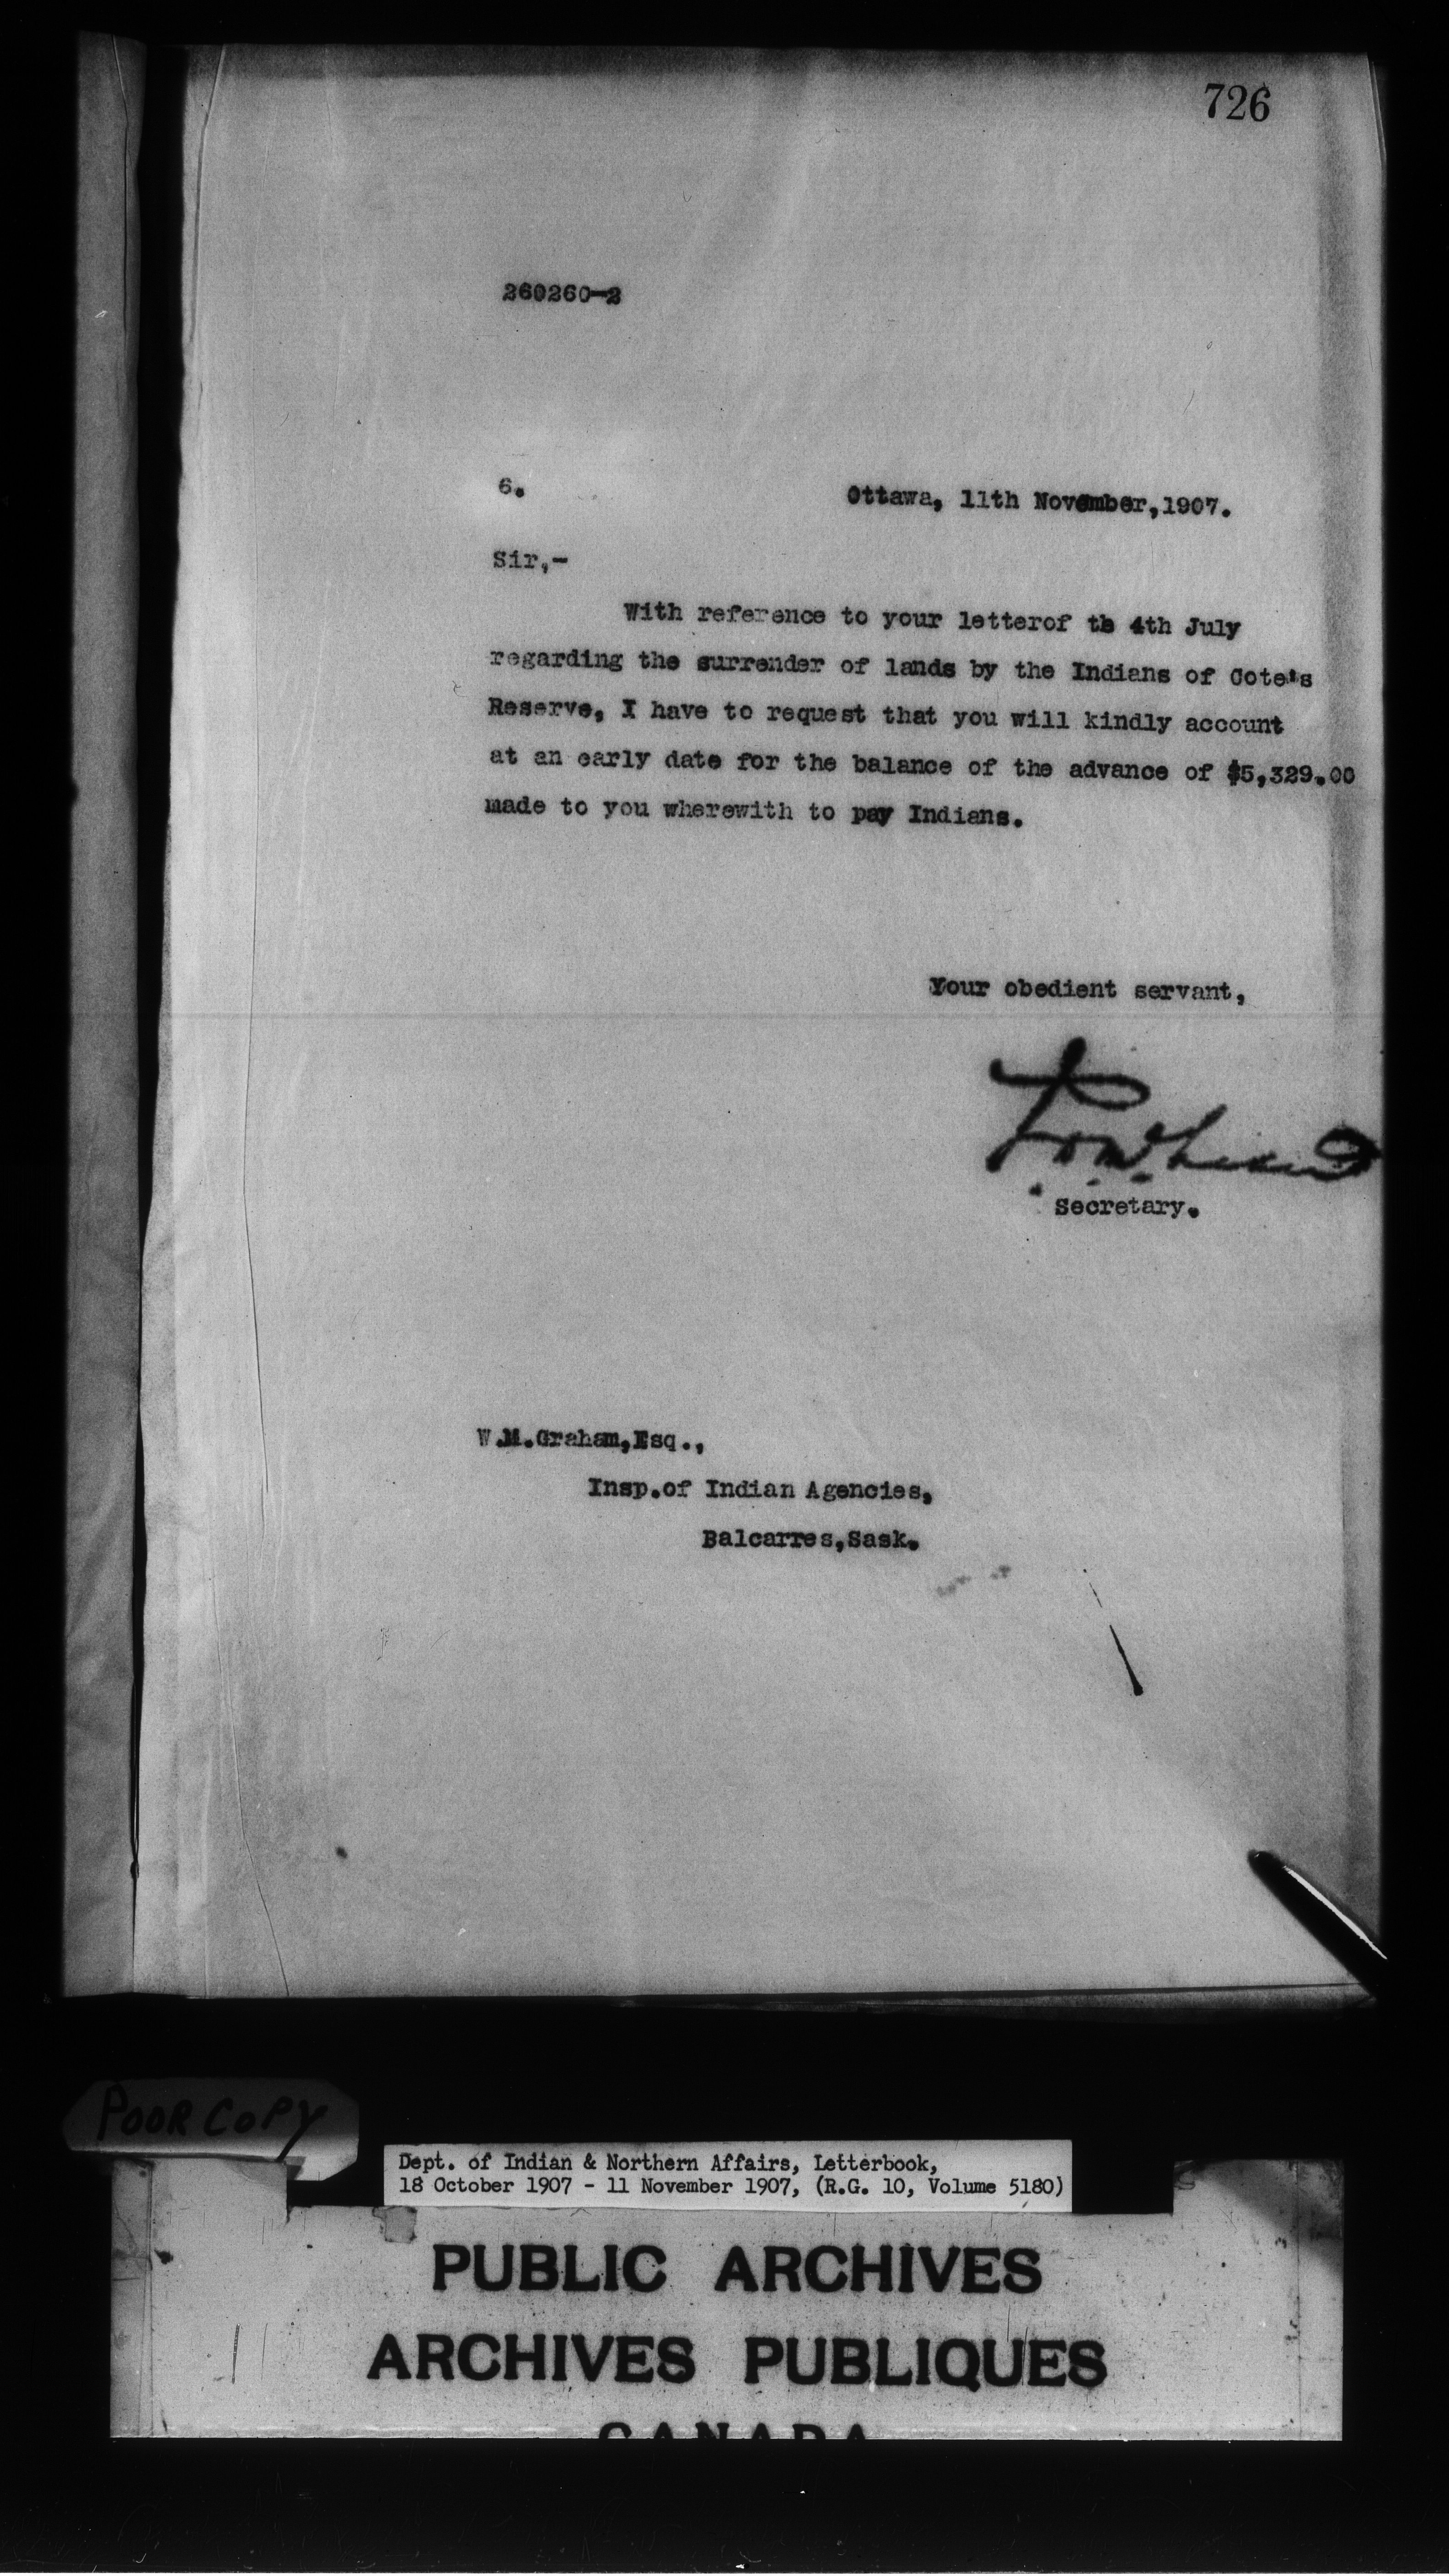 726
260260-2
6.
Ottawa, 11th November, 1907.
Sir,-
With reference to your letterof th 4th July
regarding the surrender of lands by the Indians of Cote's
Reserve, I have to request that you will kindly account
at an early date for the balance of the advance of $5,329.00
made to you wherewith to pay Indians.
Your obedient servant,
Secretary.
W.M.Graham,Esq.,
Insp.of Indian Agencies,
Balcarres,Sask.
POOR COPY
Dept. of Indian & Northern Affairs, Letterbook,
18 October 1907 - 11 November 1907, (R.G. 10, Volume 5180)
PUBLIC ARCHIVES
ARCHIVES PUBLIQUES
CANADA